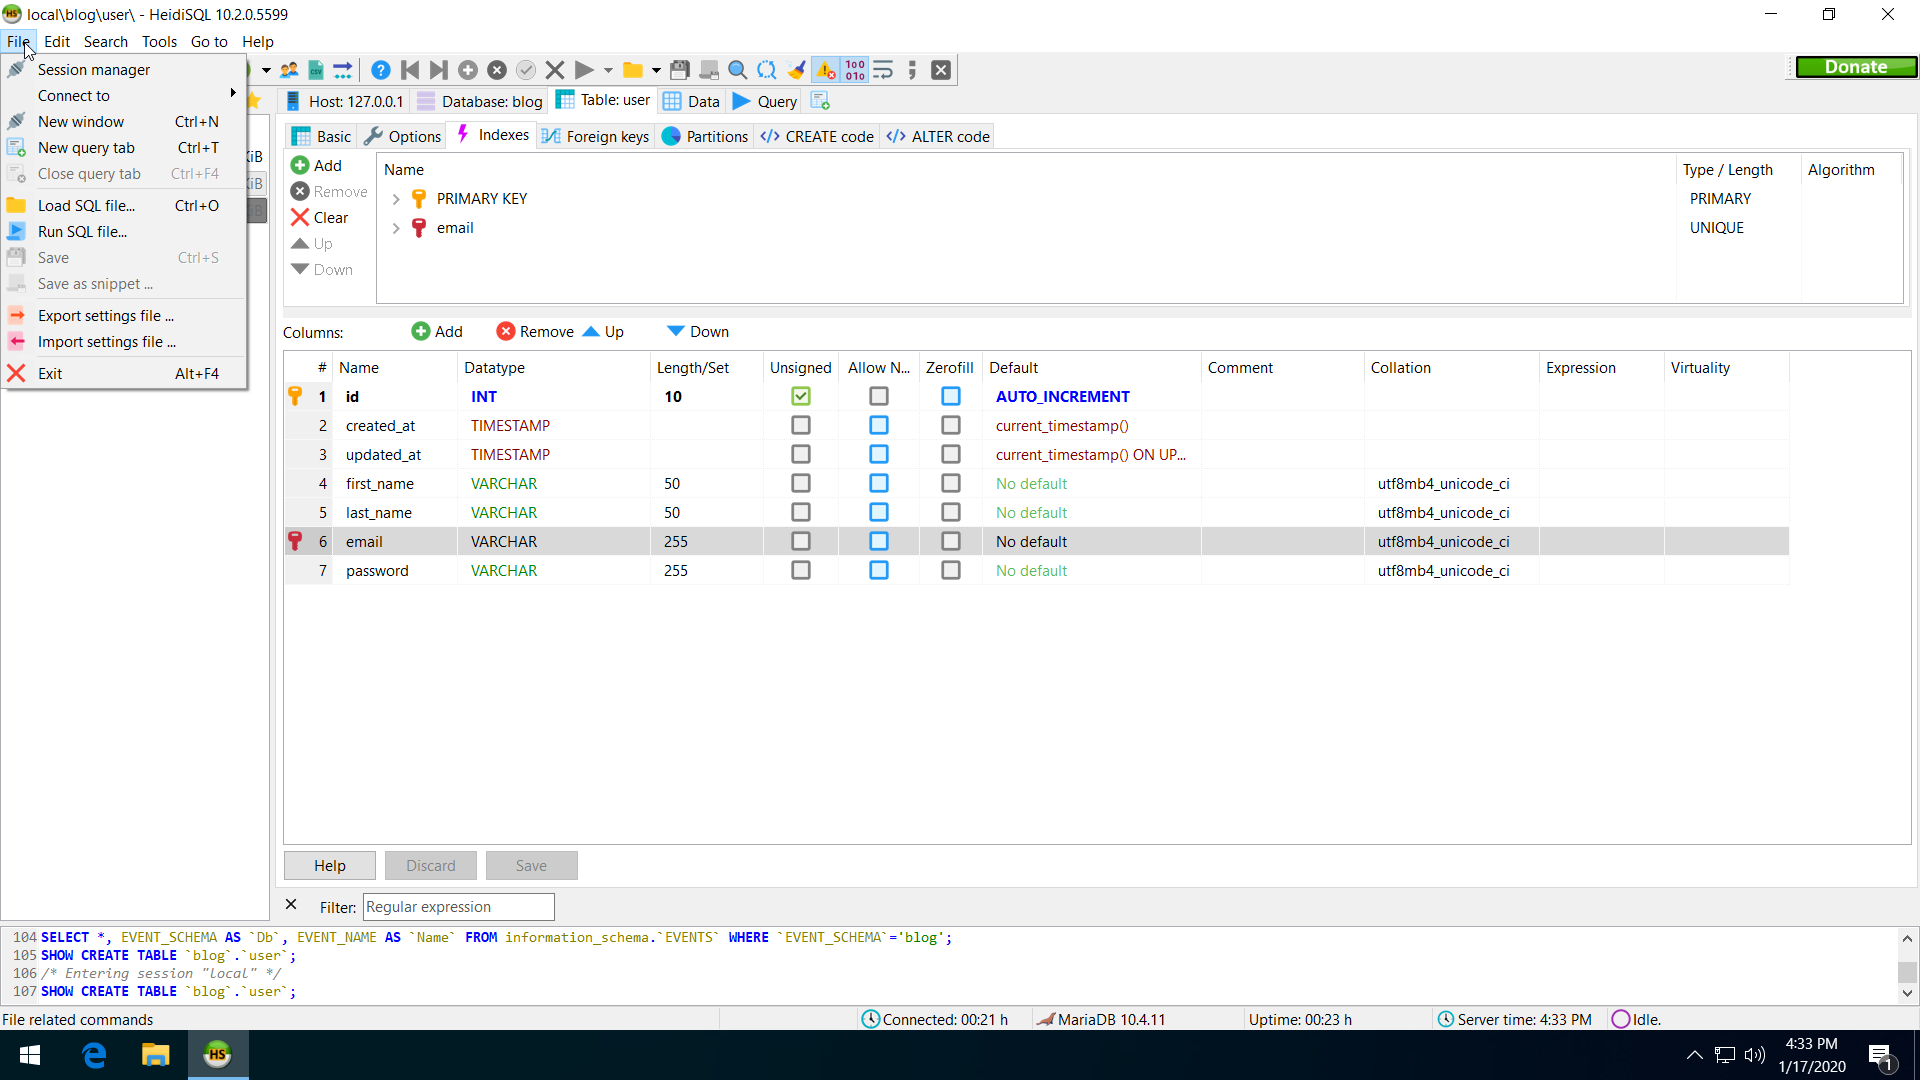 local\blog\user\ - HeidiSQL 10.2.0.5599
File Edit Search Tools Go to Help
Session manager
Connect to
New window Ctrl+N
New query tab Ctrl+T
Close query tab Ctrl+F4
Load SQL file... Ctrl+O
Run SQL file...
Save Ctrl+S
Save as snippet ...
Export settings file ...
Import settings file ...
Exit Alt+F4
Donate
Host: 127.0.0.1 Database: blog Table: user Data Query
Basic Options Indexes Foreign keys Partitions CREATE code ALTER code
Add
Remove
Clear
Up
Down
Name Type / Length Algorithm
PRIMARY KEY PRIMARY
email UNIQUE
Columns: Add Remove Up Down
# Name Datatype Length/Set Unsigned Allow N... Zerofill Default Comment Collation Expression Virtuality
1 id INT 10 AUTO_INCREMENT
2 created_at TIMESTAMP current_timestamp()
3 updated_at TIMESTAMP current_timestamp() ON UP...
4 first_name VARCHAR 50 No default utf8mb4_unicode_ci
5 last_name VARCHAR 50 No default utf8mb4_unicode_ci
6 email VARCHAR 255 No default utf8mb4_unicode_ci
7 password VARCHAR 255 No default utf8mb4_unicode_ci
Help Discard Save
Filter: Regular expression
104 SELECT *, EVENT_SCHEMA AS `Db`, EVENT_NAME AS `Name` FROM information_schema.`EVENTS` WHERE `EVENT_SCHEMA`='blog';
105 SHOW CREATE TABLE `blog`.`user`;
106 /* Entering session "local" */
107 SHOW CREATE TABLE `blog`.`user`;
File related commands Connected: 00:21 h MariaDB 10.4.11 Uptime: 00:23 h Server time: 4:33 PM Idle.
HS
4:33 PM
1/17/2020
1